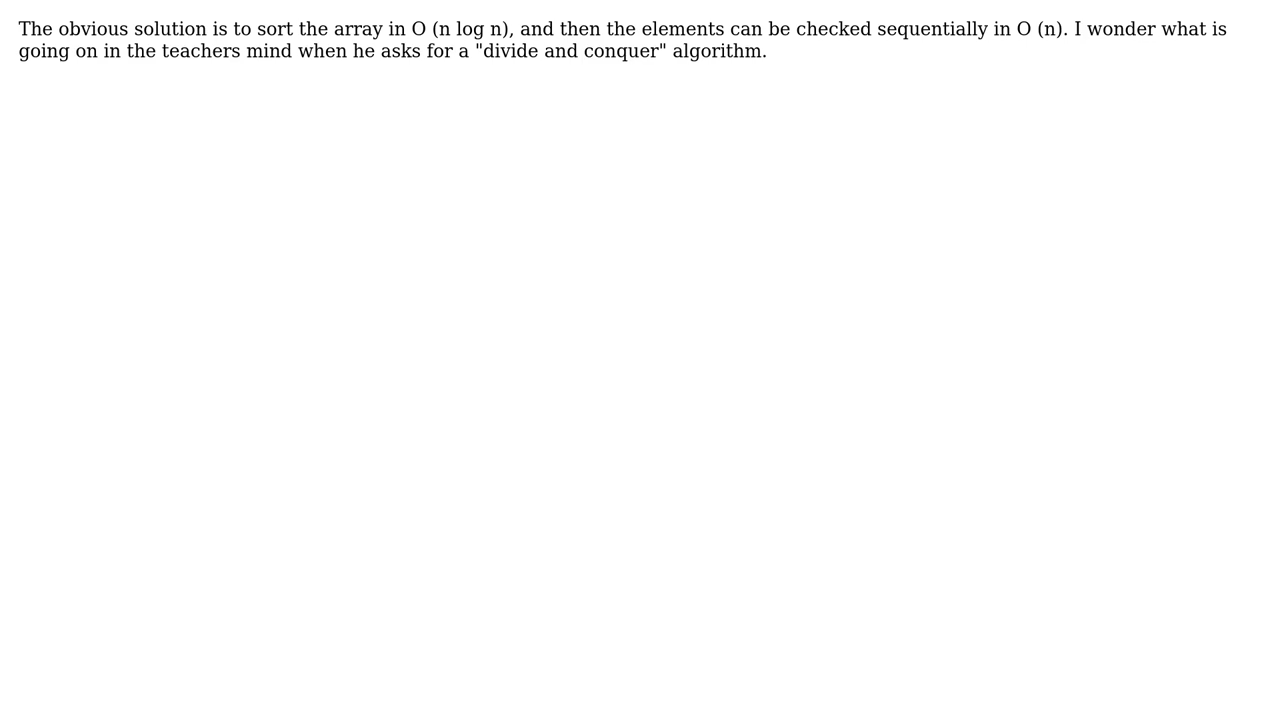 The obvious solution is to sort the array in O (n log n), and then the elements can be checked sequentially in O (n). I wonder what is
going on in the teachers mind when he asks for a "divide and conquer" algorithm.